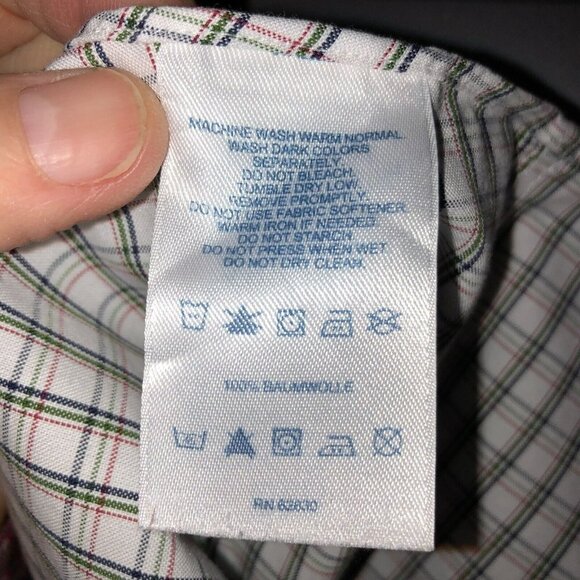 MACHINE WASH WARM NORMAL
WASH DARK COLORS
SEPARATELY.
DO NOT BLEACH.
TUMBLE DRY LOW.
REMOVE PROMPTLY.
DO NOT USE FABRIC SOFTENER.
WARM IRON IF NEEDED.
DO NOT STARCH.
DO NOT PRESS WHEN WET
DO NOT DRY CLEAN.
100% BAUMWOLLE
RN 62630